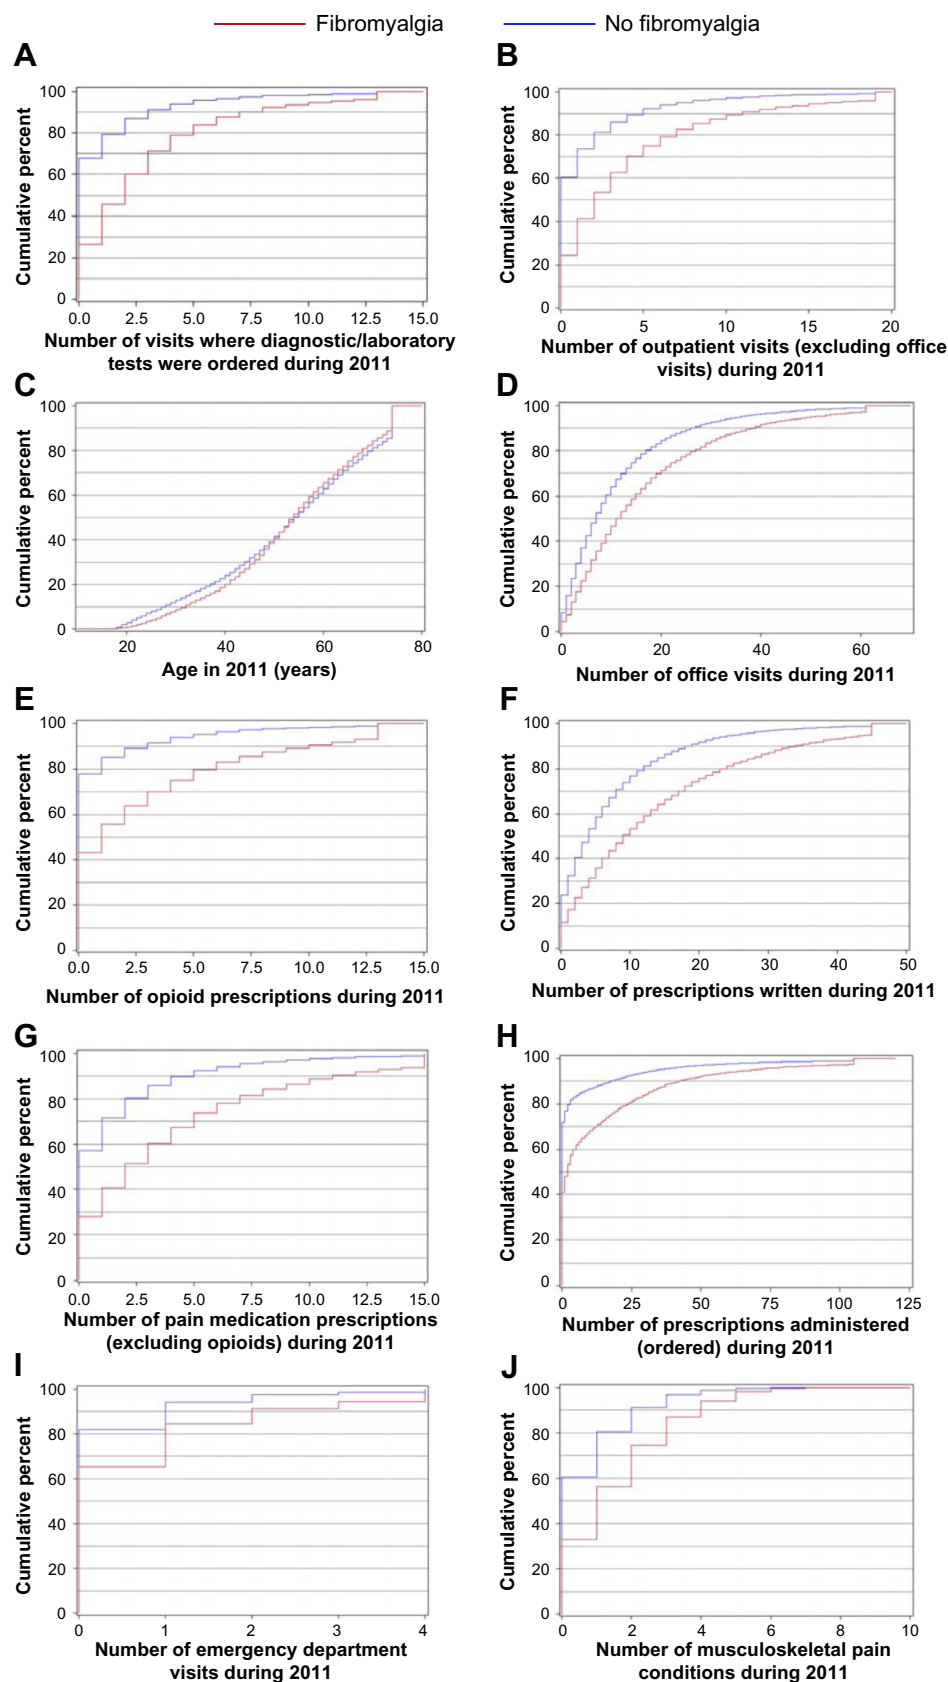 Fibromyalgia No fibromyalgia
A
Cumulative percent
100
80
60
40
20
0
0.0 2.5 5.0 7.5 10.0 12.5 15.0
Number of visits where diagnostic/laboratory
tests were ordered during 2011
B
Cumulative percent
100
80
60
40
20
0
0 5 10 15 20
Number of outpatient visits (excluding office
visits) during 2011
C
Cumulative percent
100
80
60
40
20
0
20 40 60 80
Age in 2011 (years)
D
Cumulative percent
100
80
60
40
20
0
0 20 40 60
Number of office visits during 2011
E
Cumulative percent
100
80
60
40
20
0
0.0 2.5 5.0 7.5 10.0 12.5 15.0
Number of opioid prescriptions during 2011
F
Cumulative percent
100
80
60
40
20
0
0 10 20 30 40 50
Number of prescriptions written during 2011
G
Cumulative percent
100
80
60
40
20
0
0.0 2.5 5.0 7.5 10.0 12.5 15.0
Number of pain medication prescriptions
(excluding opioids) during 2011
H
Cumulative percent
100
80
60
40
20
0
0 25 50 75 100 125
Number of prescriptions administered
(ordered) during 2011
I
Cumulative percent
100
80
60
40
20
0
0 1 2 3 4
Number of emergency department
visits during 2011
J
Cumulative percent
100
80
60
40
20
0
0 2 4 6 8 10
Number of musculoskeletal pain
conditions during 2011